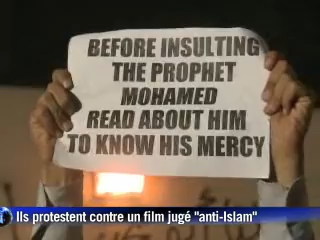 BEFORE INSULTING
THE PROPHET
MOHAMED
READ ABOUT HIM
TO KNOW HIS MERCY
Ils protestent contre un film jugé "anti-Islam"